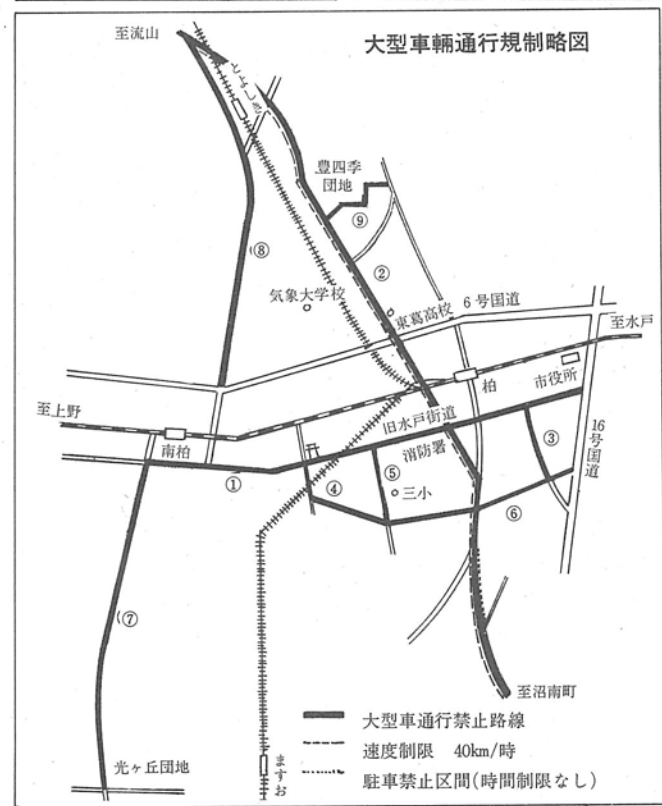 大型車輛通行規制略図
至流山
とよしき
豊四季
団地
⑨
⑧
②
気象大学校
東葛高校
6号国道
至水戸
柏
市役所
至上野
南柏
旧水戸街道
消防署
①
④
⑤
三小
③
⑥
16号国道
⑦
至沼南町
光ヶ丘団地
ますお
大型車通行禁止路線
速度制限 40km/時
駐車禁止区間(時間制限なし)